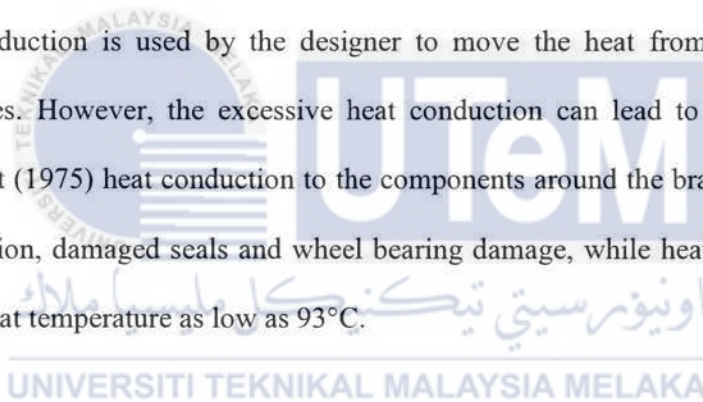 duction is used by the designer to move the heat from
es. However, the excessive heat conduction can lead to
t (1975) heat conduction to the components around the bra
ion, damaged seals and wheel bearing damage, while hea
at temperature as low as 93°C.
UTeM
اونيۏرسيتي تيكنيكل مليسيا ملاك
UNIVERSITI TEKNIKAL MALAYSIA MELAKA